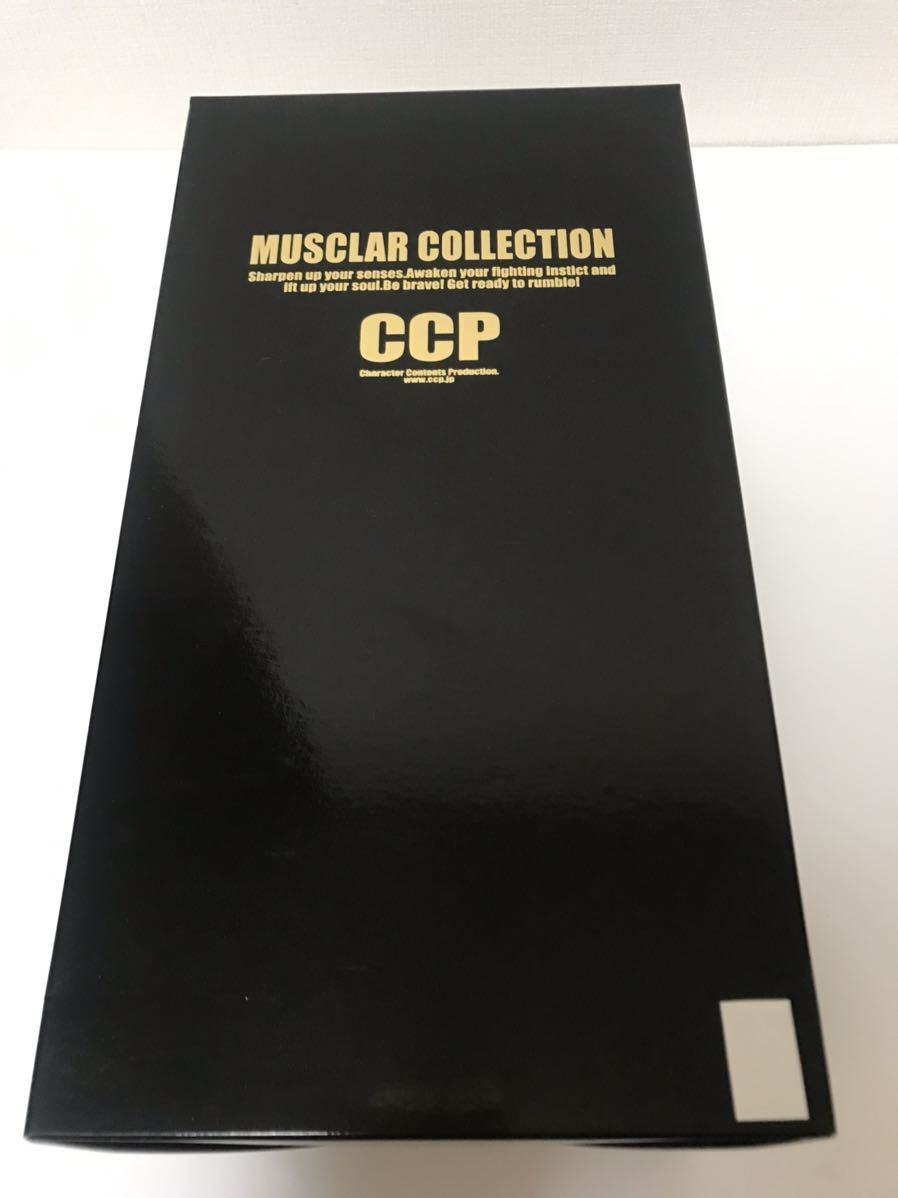 MUSCLAR COLLECTION
Sharpen up your senses.Awaken your fighting instict and
lft up your soul.Be brave! Get ready to rumble!
CCP
Character Contents Production.
www.ccp.jp